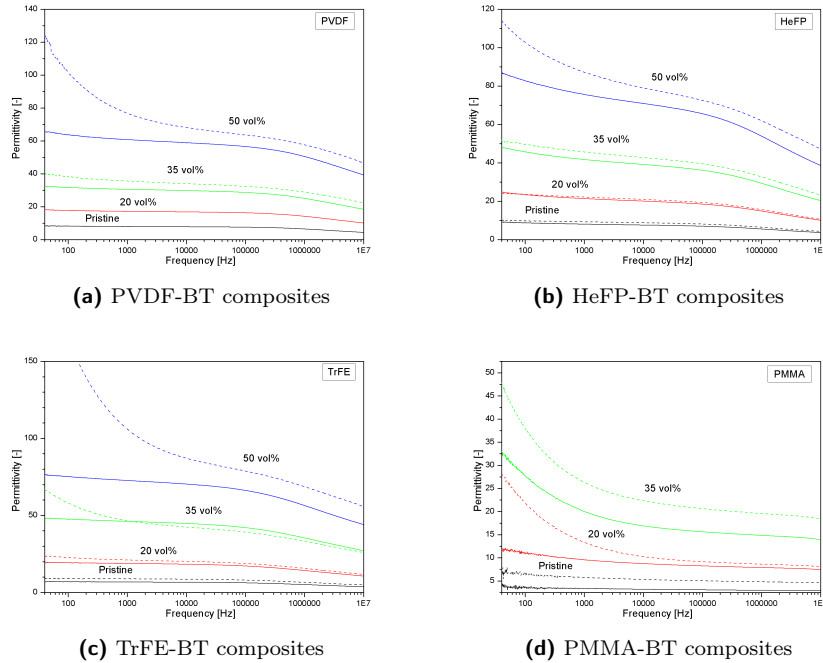 PVDF
Permittivity [-]
140
120
100
80
60
40
20
0
50 vol%
35 vol%
20 vol%
Pristine
100 1000 10000 100000 1000000 1E7
Frequency [Hz]
(a) PVDF-BT composites
HeFP
Permittivity [-]
120
100
80
60
40
20
0
50 vol%
35 vol%
20 vol%
Pristine
100 1000 10000 100000 1000000 1E
Frequency [Hz]
(b) HeFP-BT composites
TrFE
Permittivity [-]
150
100
50
0
50 vol%
35 vol%
20 vol%
Pristine
100 1000 10000 100000 1000000 1E7
Frequency [Hz]
(c) TrFE-BT composites
PMMA
Permittivity [-]
50
45
40
35
30
25
20
15
10
5
35 vol%
20 vol%
Pristine
100 1000 10000 100000 1000000 1E
Frequency [Hz]
(d) PMMA-BT composites